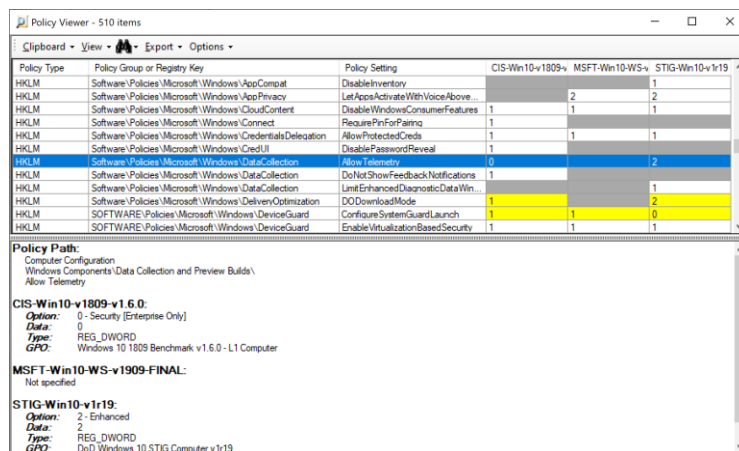 Policy Viewer - 510 items
Clipboard View Export Options
Policy Type Policy Group or Registry Key Policy Setting CIS-Win10-v1809-v MSFT-Win10-WS-v STIG-Win10-v1r19
HKLM Software\Policies\Microsoft\Windows\AppCompat DisableInventory 1
HKLM Software\Policies\Microsoft\Windows\AppPrivacy LetAppsActivateWithVoiceAbove... 2 2
HKLM Software\Policies\Microsoft\Windows\CloudContent DisableWindowsConsumerFeatures 1 1 1
HKLM Software\Policies\Microsoft\Windows\Connect RequirePinForPairing 1
HKLM Software\Policies\Microsoft\Windows\CredentialsDelegation AllowProtectedCreds 1 1 1
HKLM Software\Policies\Microsoft\Windows\CredUI DisablePasswordReveal 1
HKLM Software\Policies\Microsoft\Windows\DataCollection AllowTelemetry 0 2
HKLM Software\Policies\Microsoft\Windows\DataCollection DoNotShowFeedbackNotifications 1
HKLM Software\Policies\Microsoft\Windows\DataCollection LimitEnhancedDiagnosticDataWin... 1
HKLM Software\Policies\Microsoft\Windows\DeliveryOptimization DODownloadMode 1 2
HKLM SOFTWARE\Policies\Microsoft\Windows\DeviceGuard ConfigureSystemGuardLaunch 1 1 0
HKLM SOFTWARE\Policies\Microsoft\Windows\DeviceGuard EnableVirtualizationBasedSecurity 1 1 1
Policy Path:
Computer Configuration
Windows Components\Data Collection and Preview Builds\
Allow Telemetry
CIS-Win10-v1809-v1.6.0:
Option: 0 - Security [Enterprise Only]
Data: 0
Type: REG_DWORD
GPO: Windows 10 1809 Benchmark v1.6.0 - L1 Computer
MSFT-Win10-WS-v1909-FINAL:
Not specified
STIG-Win10-v1r19:
Option: 2 - Enhanced
Data: 2
Type: REG_DWORD
GPO: DoD Windows 10 STIG Computer v1r19